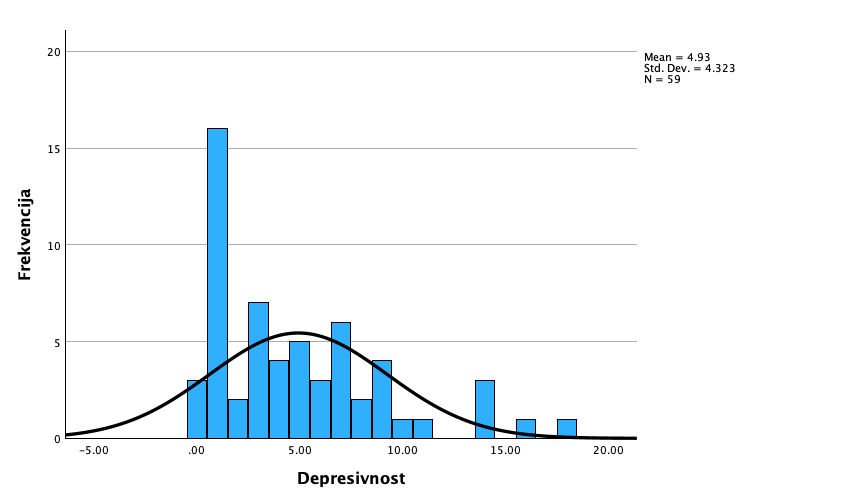 Mean = 4.93
Std. Dev. = 4.323
N = 59
20
15
10
5
0
Frekvencija
−5.00 .00 5.00 10.00 15.00 20.00
Depresivnost